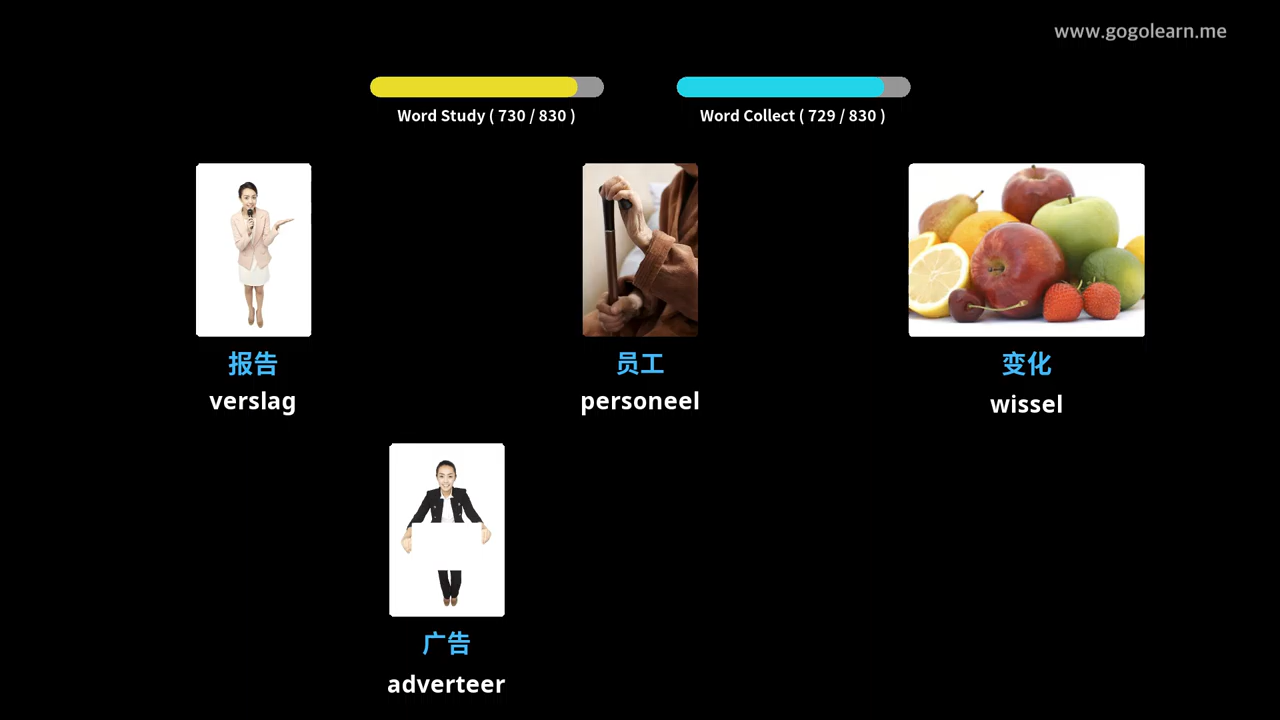 www.gogolearn.me
Word Study ( 730 / 830 )
Word Collect ( 729 / 830 )
报告
verslag
员工
personeel
变化
wissel
广告
adverteer